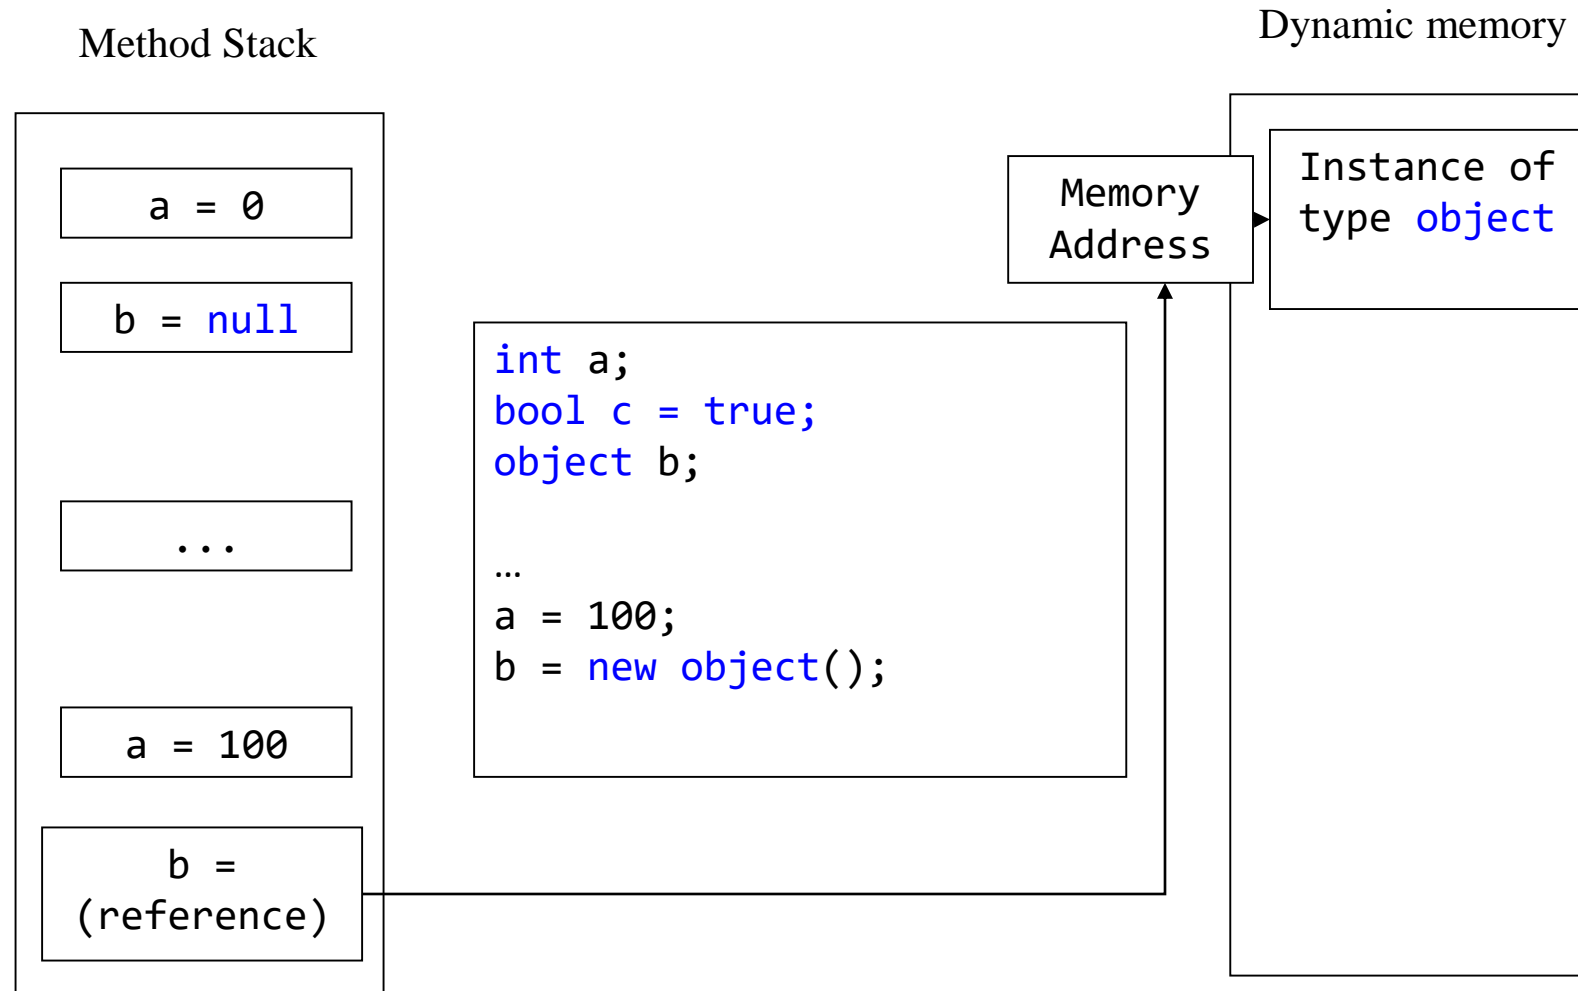 Method Stack
Dynamic memory
a = 0
b = null
...
a = 100
b =
(reference)
int a;
bool c = true;
object b;
…
a = 100;
b = new object();
Memory
Address
Instance of
type object